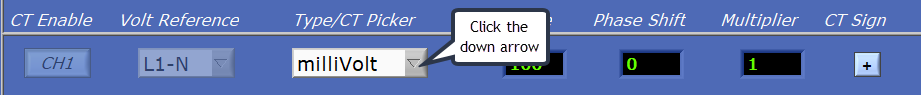 CT Enable Volt Reference Type/CT Picker Phase Shift Multiplier CT Sign
Click the
down arrow
CH1 L1-N milliVolt 0 1 +